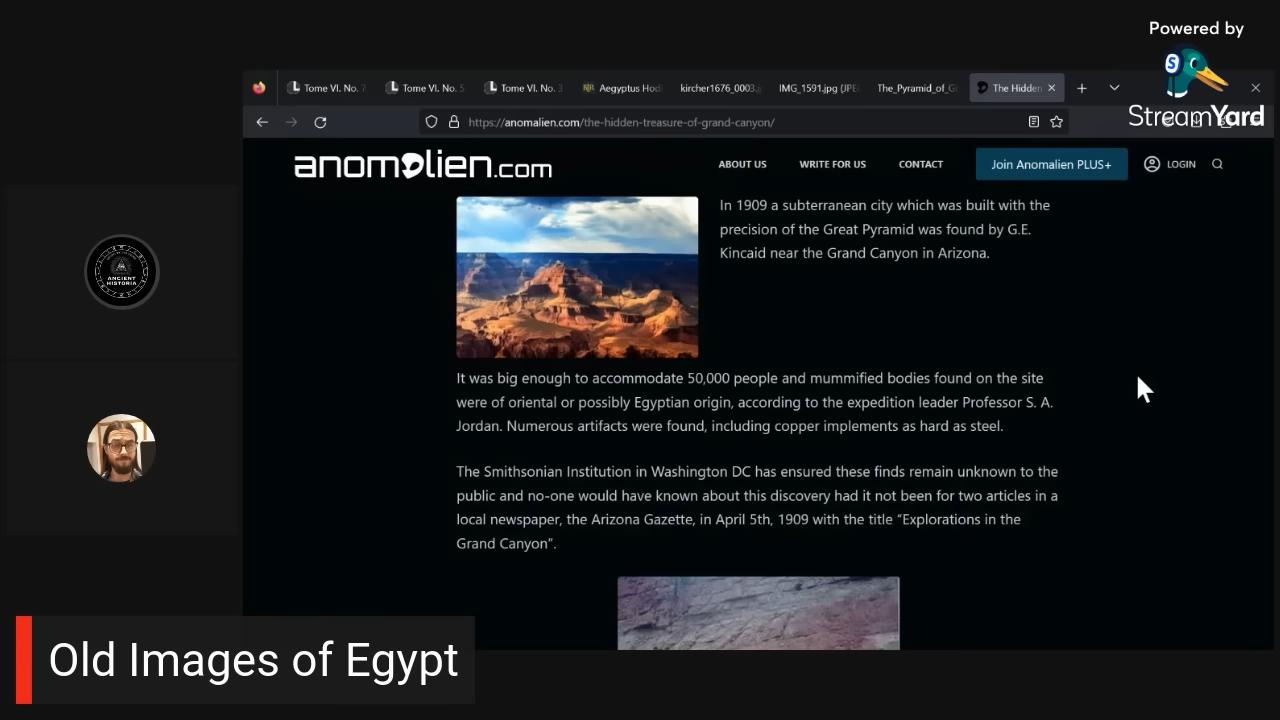 Powered by
StreamYard
Tome VI. No. 7
Tome VI. No. 5
Tome VI. No. 3
Aegyptus Hod
kircher1676_0003.j
IMG_1591.jpg (JPE
The_Pyramid_of_G
The Hidden
https://anomalien.com/the-hidden-treasure-of-grand-canyon/
anomalien.com
ABOUT US
WRITE FOR US
CONTACT
Join Anomalien PLUS+
LOGIN
In 1909 a subterranean city which was built with the
precision of the Great Pyramid was found by G.E.
Kincaid near the Grand Canyon in Arizona.
ANCIENT
HISTORIA
It was big enough to accommodate 50,000 people and mummified bodies found on the site
were of oriental or possibly Egyptian origin, according to the expedition leader Professor S. A.
Jordan. Numerous artifacts were found, including copper implements as hard as steel.
The Smithsonian Institution in Washington DC has ensured these finds remain unknown to the
public and no-one would have known about this discovery had it not been for two articles in a
local newspaper, the Arizona Gazette, in April 5th, 1909 with the title “Explorations in the
Grand Canyon”.
Old Images of Egypt